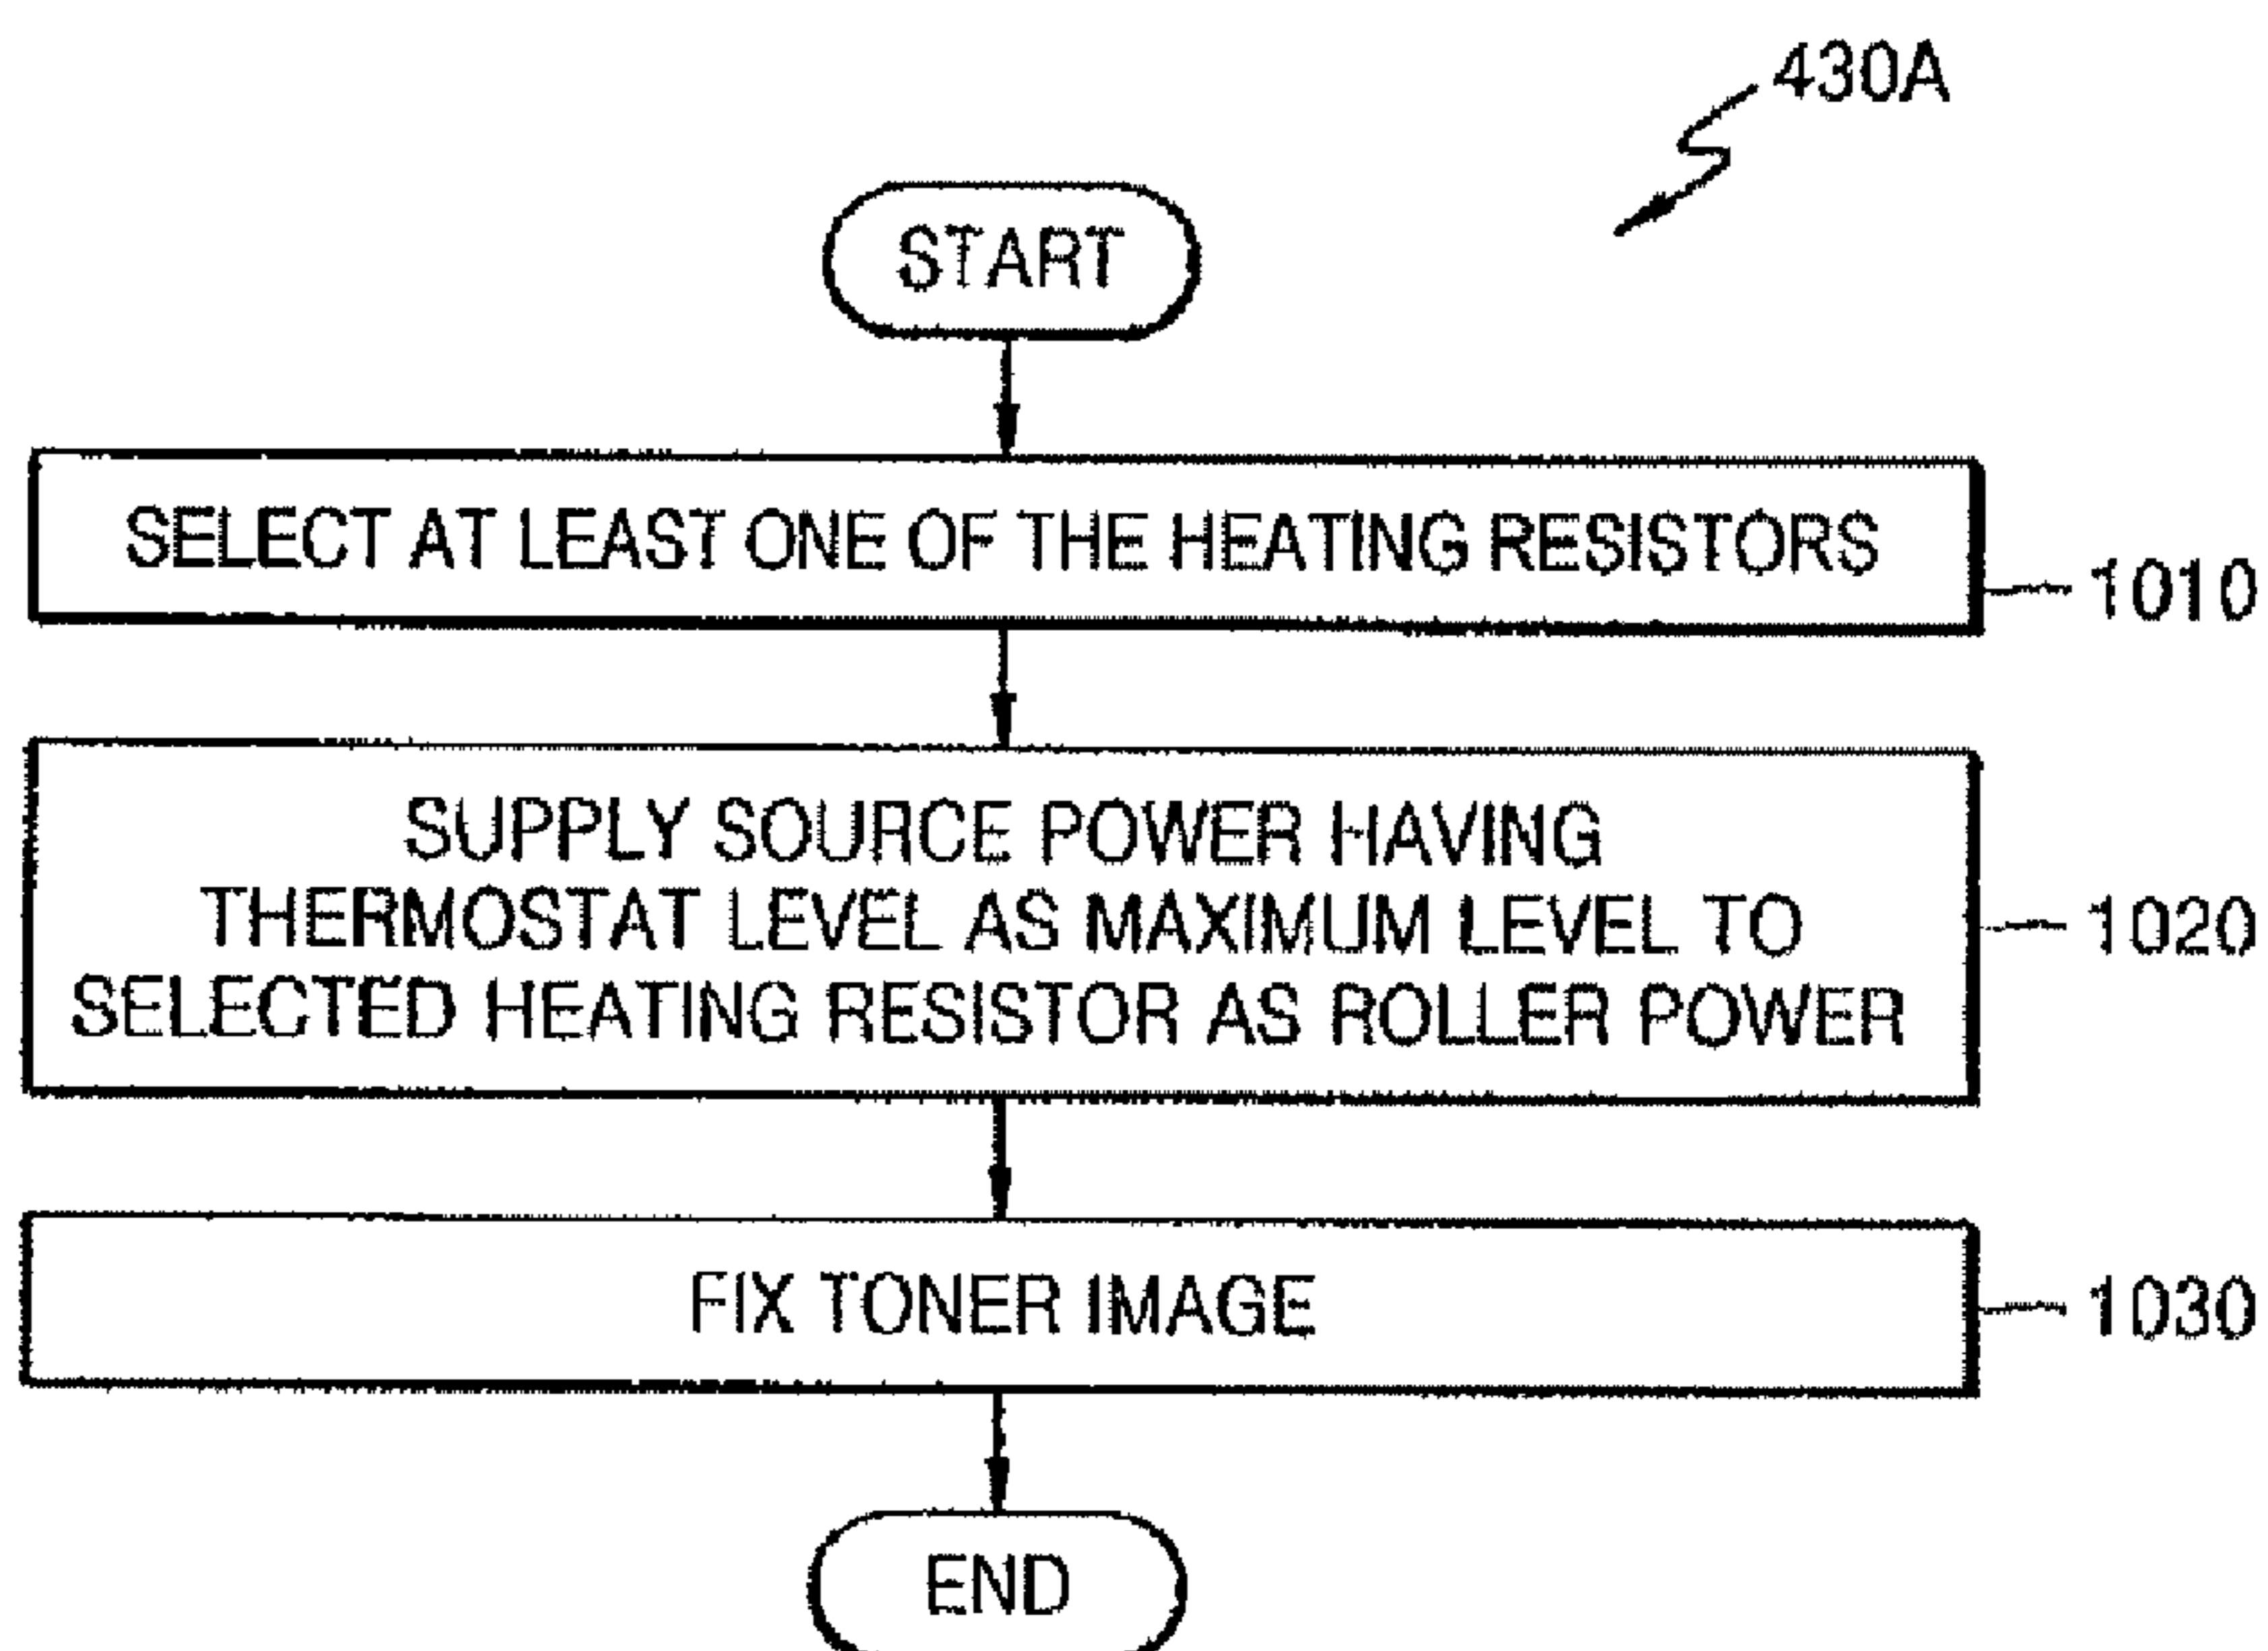 430A
START
SELECT AT LEAST ONE OF THE HEATING RESISTORS
1010
SUPPLY SOURCE POWER HAVING
THERMOSTAT LEVEL AS MAXIMUM LEVEL TO
SELECTED HEATING RESISTOR AS ROLLER POWER
1020
FIX TONER IMAGE
1030
END